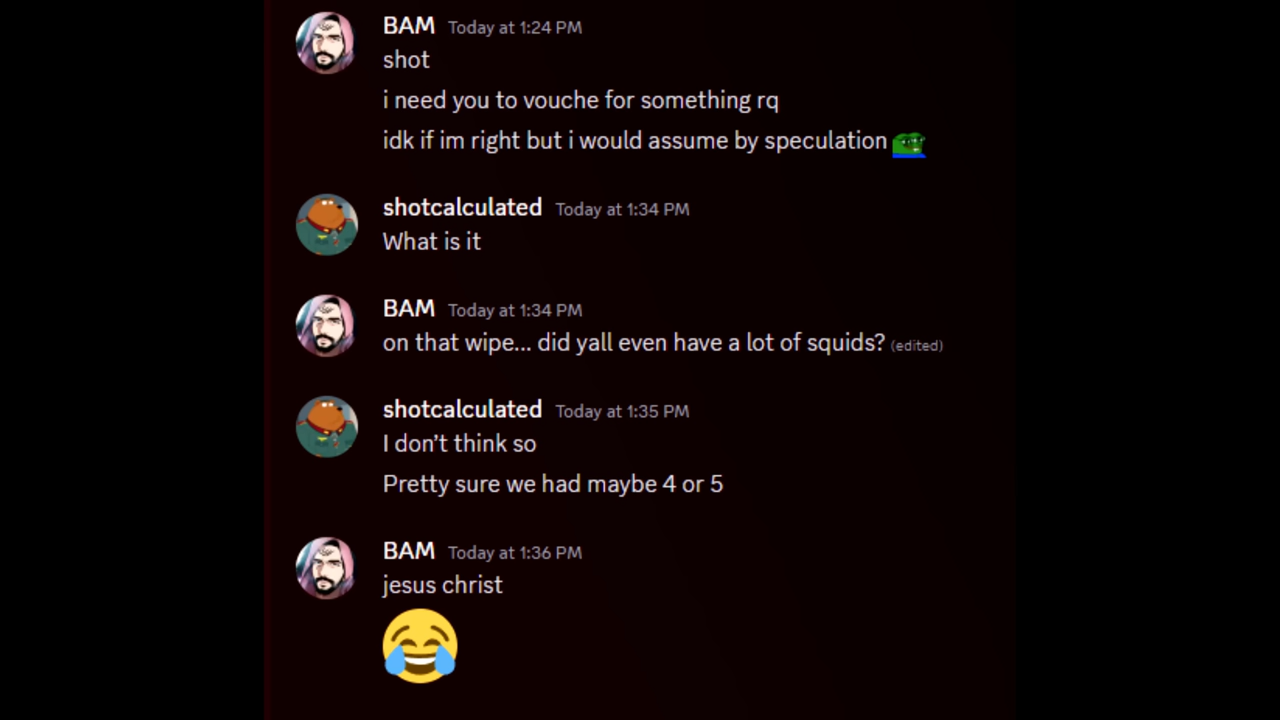 BAM Today at 1:24 PM
shot
i need you to vouche for something rq
idk if im right but i would assume by speculation
shotcalculated Today at 1:34 PM
What is it
BAM Today at 1:34 PM
on that wipe... did yall even have a lot of squids? (edited)
shotcalculated Today at 1:35 PM
I don't think so
Pretty sure we had maybe 4 or 5
BAM Today at 1:36 PM
jesus christ